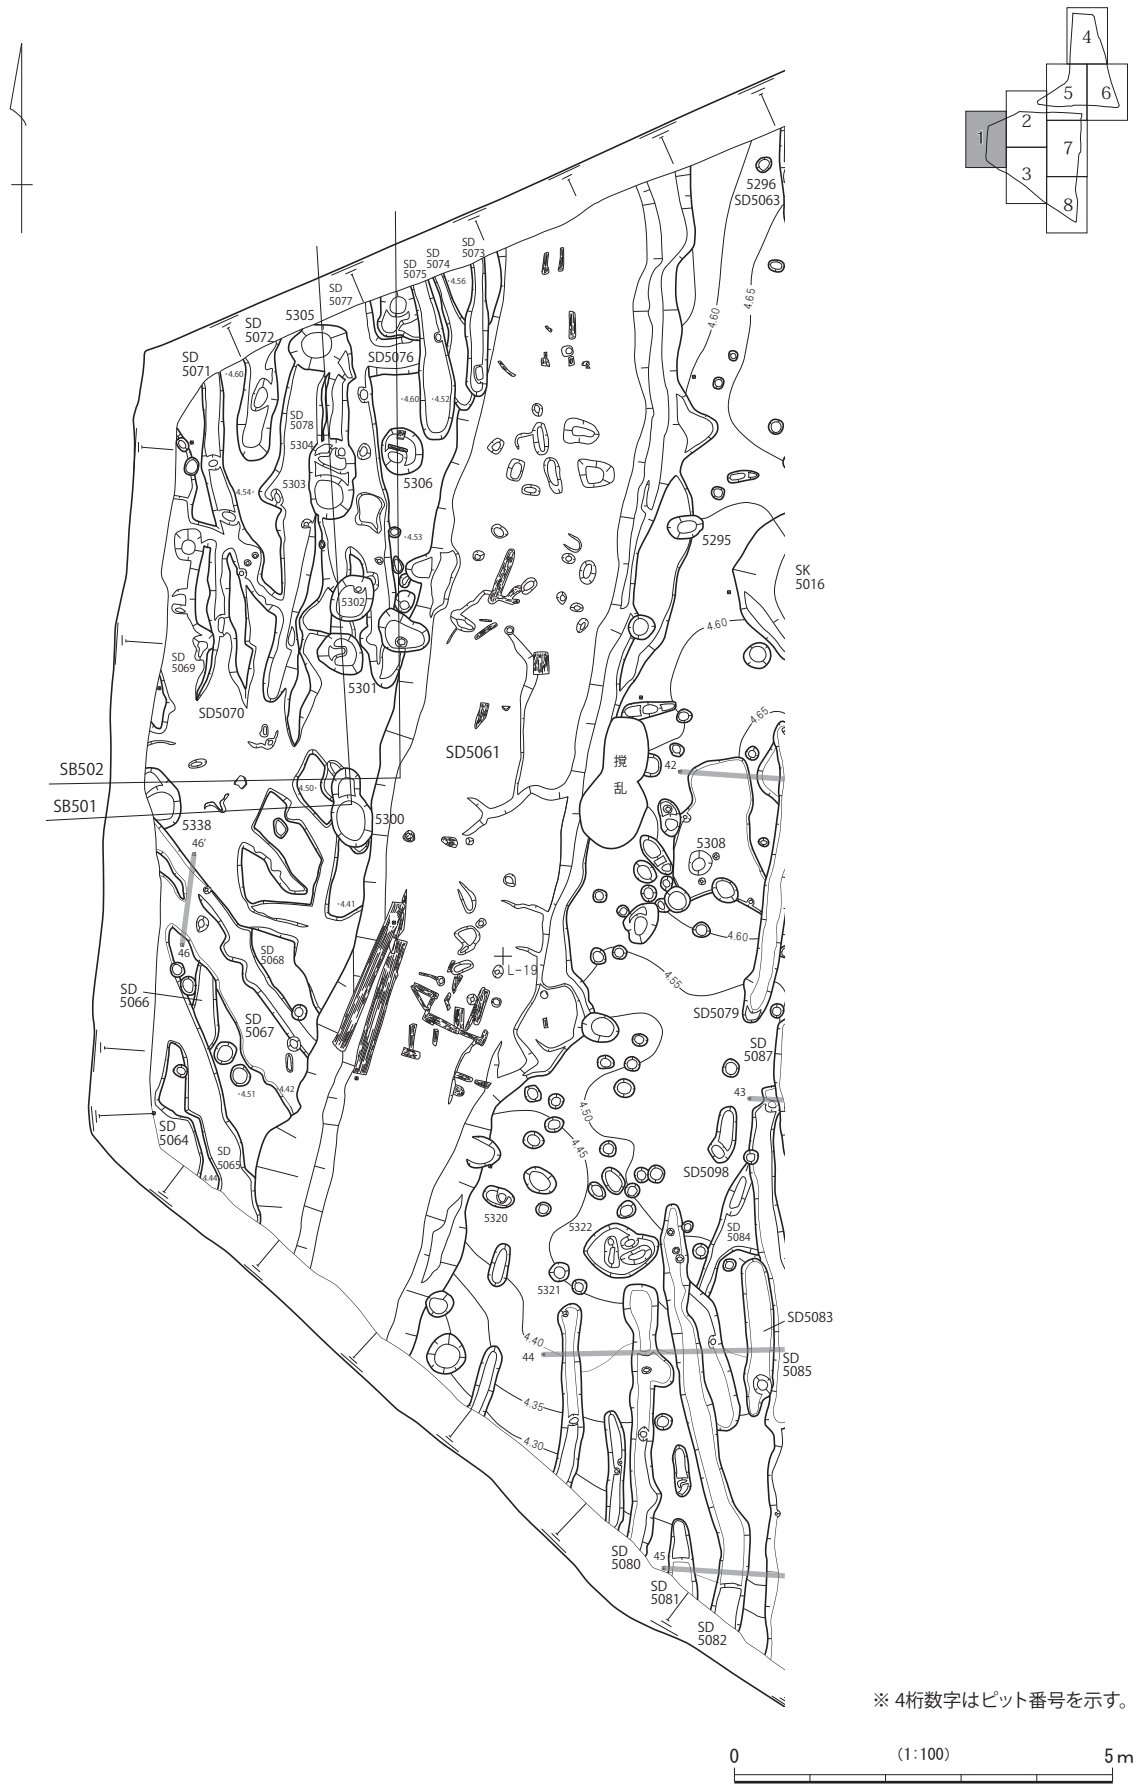 4
5
6
2
1
7
3
8
5296
SD5063
SD
5073
SD
5074
SD
5075
4.56
SD
5077
5305
SD
5072
SD
5071
SD5076
4.60
4.60
4.52
4.65
4.60
SD
5078
5304
5303
5306
4.54
4.53
5295
SK
5016
5302
4.60
SD
5069
5301
SD5070
4.65
SD5061
撹
乱
42
SB502
4.50
SB501
5300
5338
46'
5308
4.41
4.60
46
SD
5068
L-19
4.55
SD
5066
SD
5067
SD5079
SD
5087
4.51
4.42
43
4.50
SD
5064
4.45
SD
5065
4.44
SD5098
5320
5322
SD
5084
5321
SD5083
4.40
44
SD
5085
4.35
4.30
SD
5080
45
SD
5081
SD
5082
※ 4桁数字はピット番号を示す。
0 (1:100) 5m